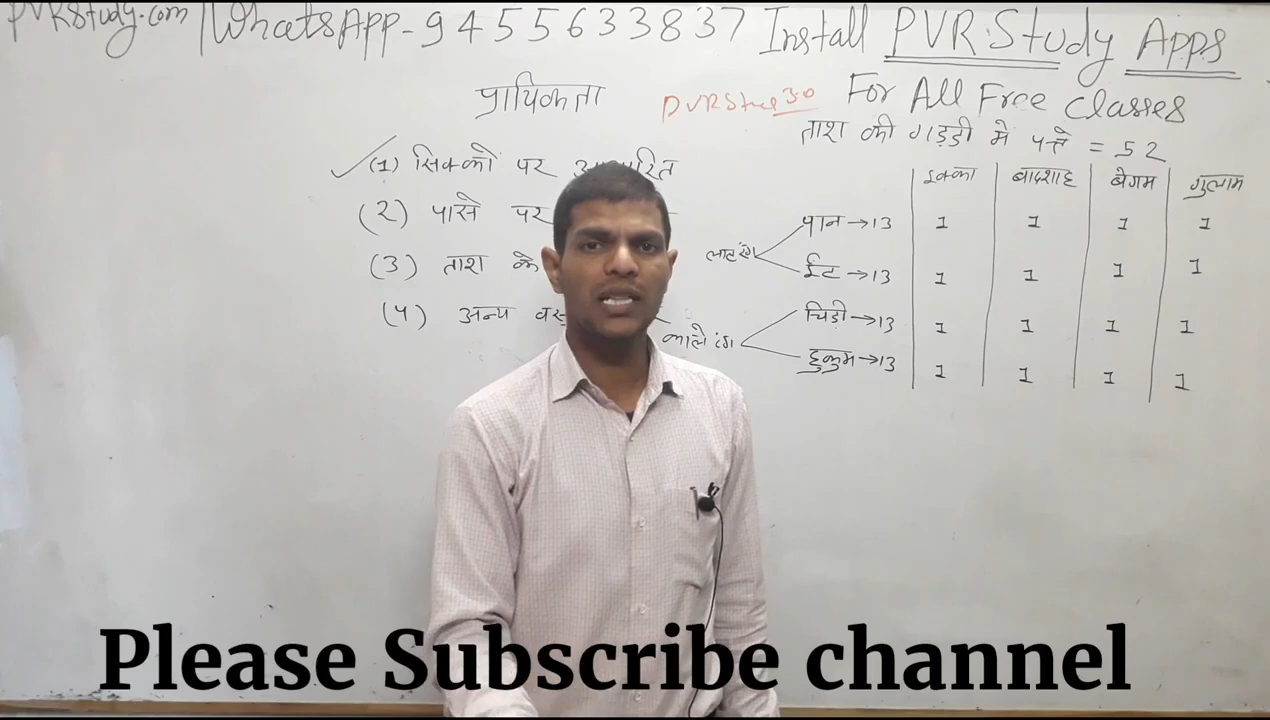 PVRStudy.com | WhatsApp-9455633837 Install PVR Study Apps
For All Free Classes
प्रायिकता
PVRStudy30
ताश की गड्डी मे पत्ते = 52
(1) सिक्को पर
(2) पासे पर
(3) ताश के
(4) अन्य
इक्का बादशाह बेगम गुलाम
लाल रंग
पान→13 1 1 1 1
ईट→13 1 1 1 1
काले रंग
चिडी→13 1 1 1 1
हुकुम→13 1 1 1 1
Please Subscribe channel